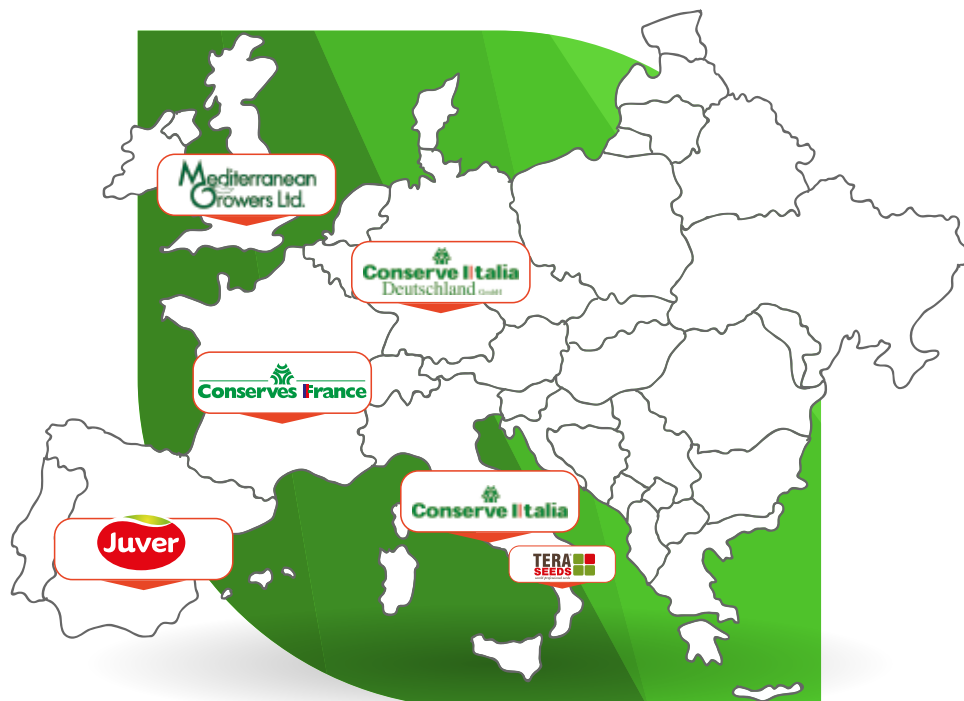 Mediterranean
Growers Ltd.
Conserve Italia
Deutschland GmbH
Conserves France
Conserve Italia
Juver
TERA
SEEDS